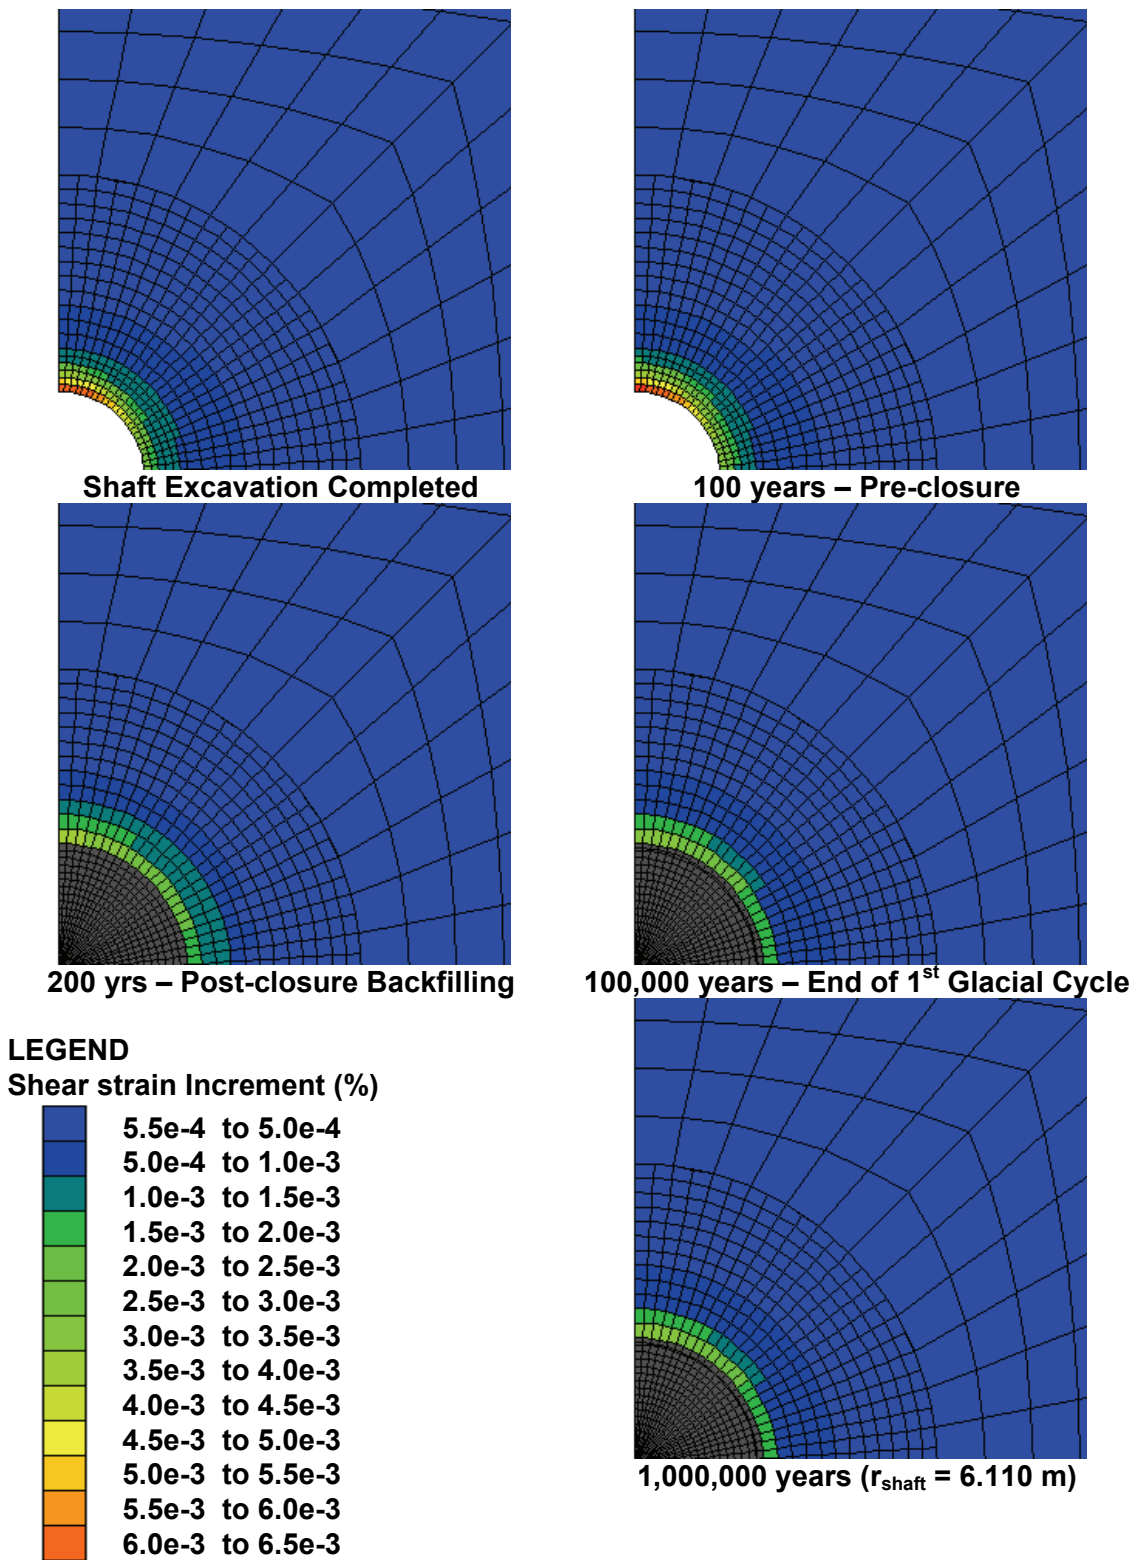 Shaft Excavation Completed
100 years – Pre-closure
200 yrs – Post-closure Backfilling
100,000 years – End of 1st Glacial Cycle
LEGEND
Shear strain Increment (%)
5.5e-4 to 5.0e-4
5.0e-4 to 1.0e-3
1.0e-3 to 1.5e-3
1.5e-3 to 2.0e-3
2.0e-3 to 2.5e-3
2.5e-3 to 3.0e-3
3.0e-3 to 3.5e-3
3.5e-3 to 4.0e-3
4.0e-3 to 4.5e-3
4.5e-3 to 5.0e-3
5.0e-3 to 5.5e-3
5.5e-3 to 6.0e-3
6.0e-3 to 6.5e-3
1,000,000 years (rshaft = 6.110 m)